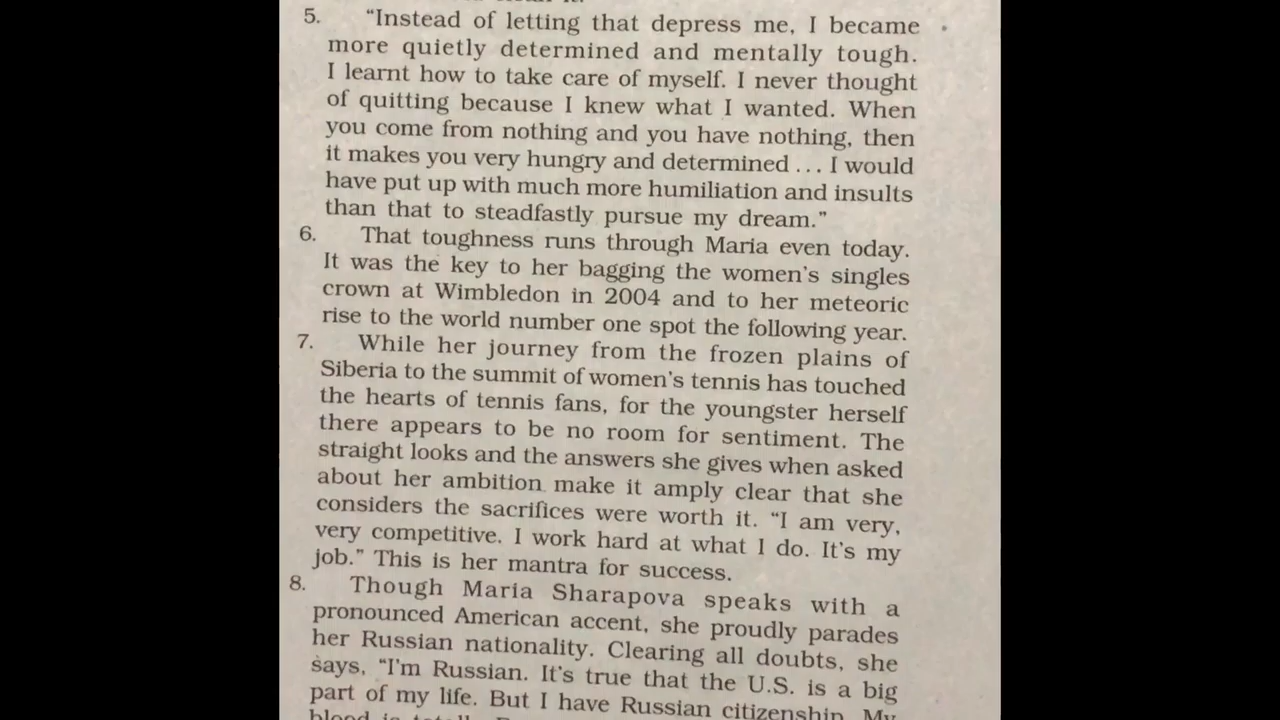 5. “Instead of letting that depress me, I became
more quietly determined and mentally tough.
I learnt how to take care of myself. I never thought
of quitting because I knew what I wanted. When
you come from nothing and you have nothing, then
it makes you very hungry and determined ... I would
have put up with much more humiliation and insults
than that to steadfastly pursue my dream.”
6. That toughness runs through Maria even today.
It was the key to her bagging the women’s singles
crown at Wimbledon in 2004 and to her meteoric
rise to the world number one spot the following year.
7. While her journey from the frozen plains of
Siberia to the summit of women’s tennis has touched
the hearts of tennis fans, for the youngster herself
there appears to be no room for sentiment. The
straight looks and the answers she gives when asked
about her ambition make it amply clear that she
considers the sacrifices were worth it. “I am very,
very competitive. I work hard at what I do. It’s my
job.” This is her mantra for success.
8. Though Maria Sharapova speaks with a
pronounced American accent, she proudly parades
her Russian nationality. Clearing all doubts, she
says, “I’m Russian. It’s true that the U.S. is a big
part of my life. But I have Russian citizenship. My
blood is